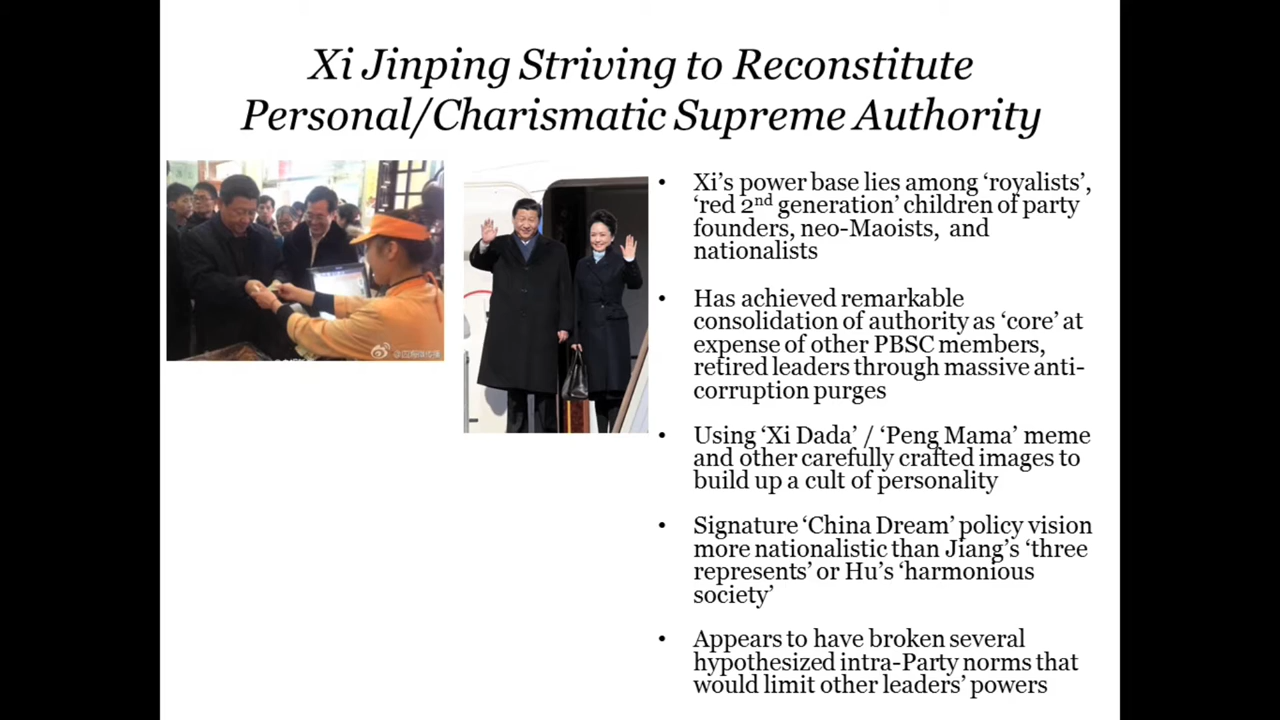 Xi Jinping Striving to Reconstitute
Personal/Charismatic Supreme Authority
• Xi’s power base lies among ‘royalists’,
‘red 2nd generation’ children of party
founders, neo-Maoists, and
nationalists
• Has achieved remarkable
consolidation of authority as ‘core’ at
expense of other PBSC members,
retired leaders through massive anti-
corruption purges
• Using ‘Xi Dada’ / ‘Peng Mama’ meme
and other carefully crafted images to
build up a cult of personality
• Signature ‘China Dream’ policy vision
more nationalistic than Jiang’s ‘three
represents’ or Hu’s ‘harmonious
society’
• Appears to have broken several
hypothesized intra-Party norms that
would limit other leaders’ powers